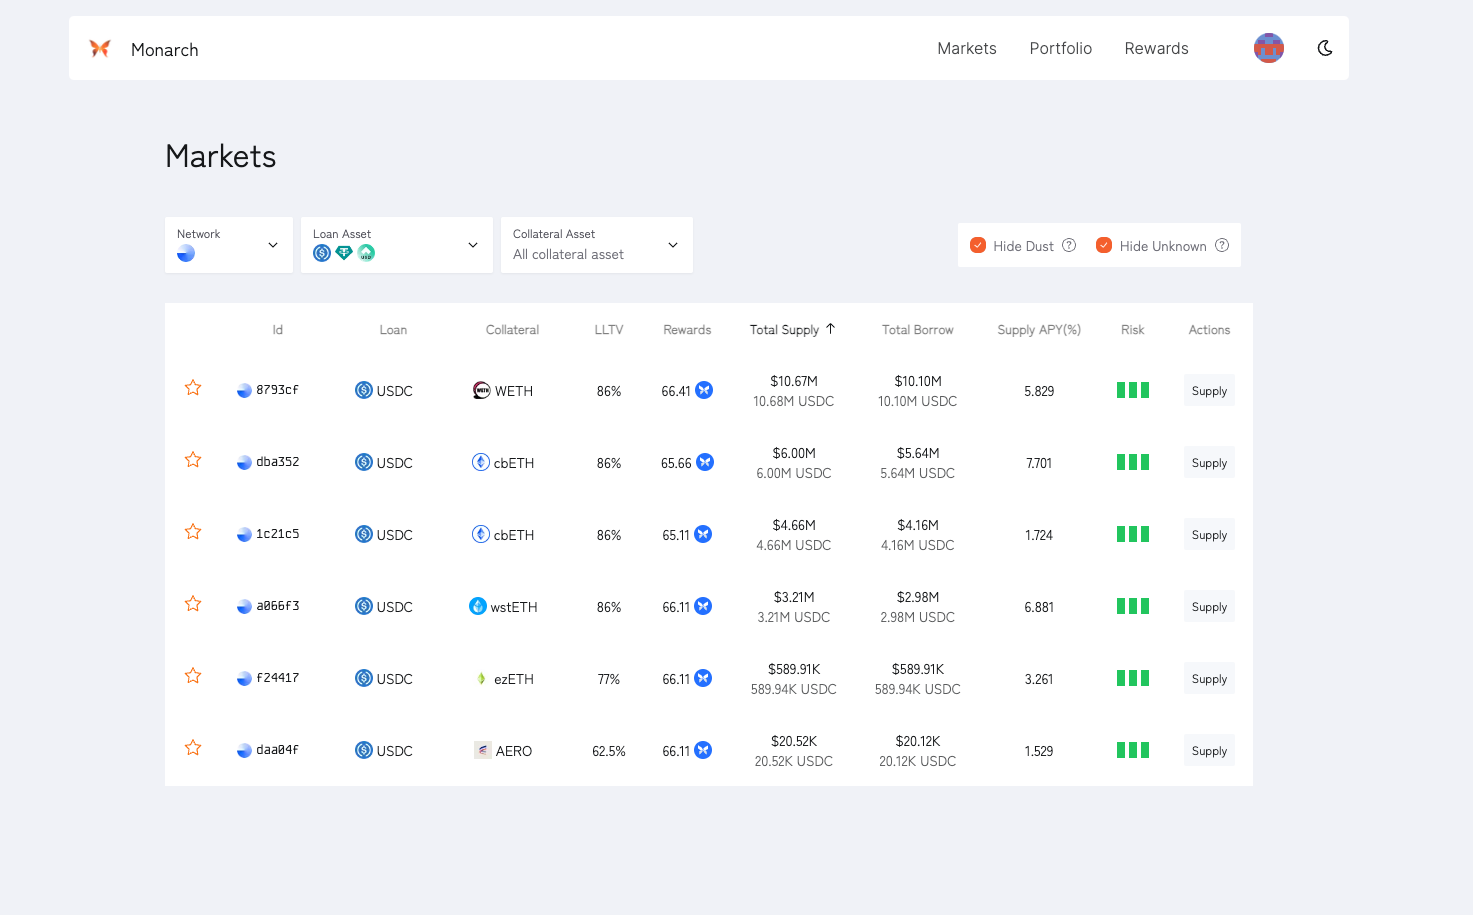 Monarch
Markets Portfolio Rewards
Markets
Network
Loan Asset
Collateral Asset
All collateral asset
Hide Dust ?
Hide Unknown ?
Id Loan Collateral LLTV Rewards Total Supply ↑ Total Borrow Supply APY(%) Risk Actions
8793cf USDC WETH 86% 66.41 $10.67M $10.10M 5.829 Supply
10.68M USDC 10.10M USDC
dba352 USDC cbETH 86% 65.66 $6.00M $5.64M 7.701 Supply
6.00M USDC 5.64M USDC
1c21c5 USDC cbETH 86% 65.11 $4.66M $4.16M 1.724 Supply
4.66M USDC 4.16M USDC
a066f3 USDC wstETH 86% 66.11 $3.21M $2.98M 6.881 Supply
3.21M USDC 2.98M USDC
f24417 USDC ezETH 77% 66.11 $589.91K $589.91K 3.261 Supply
589.94K USDC 589.94K USDC
daa04f USDC AERO 62.5% 66.11 $20.52K $20.12K 1.529 Supply
20.52K USDC 20.12K USDC